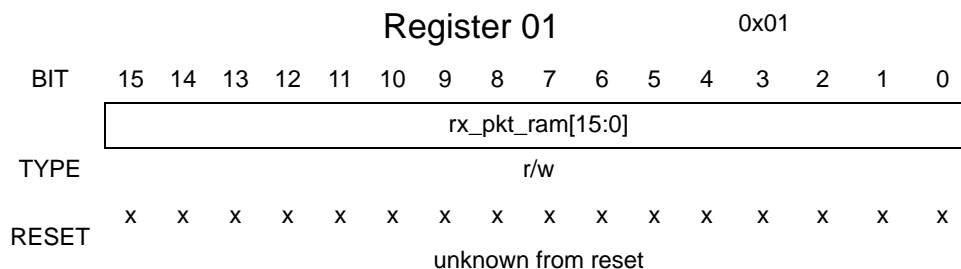 Register 01 0x01
BIT 15 14 13 12 11 10 9 8 7 6 5 4 3 2 1 0
rx_pkt_ram[15:0]
TYPE r/w
RESET x x x x x x x x x x x x x x x x
unknown from reset